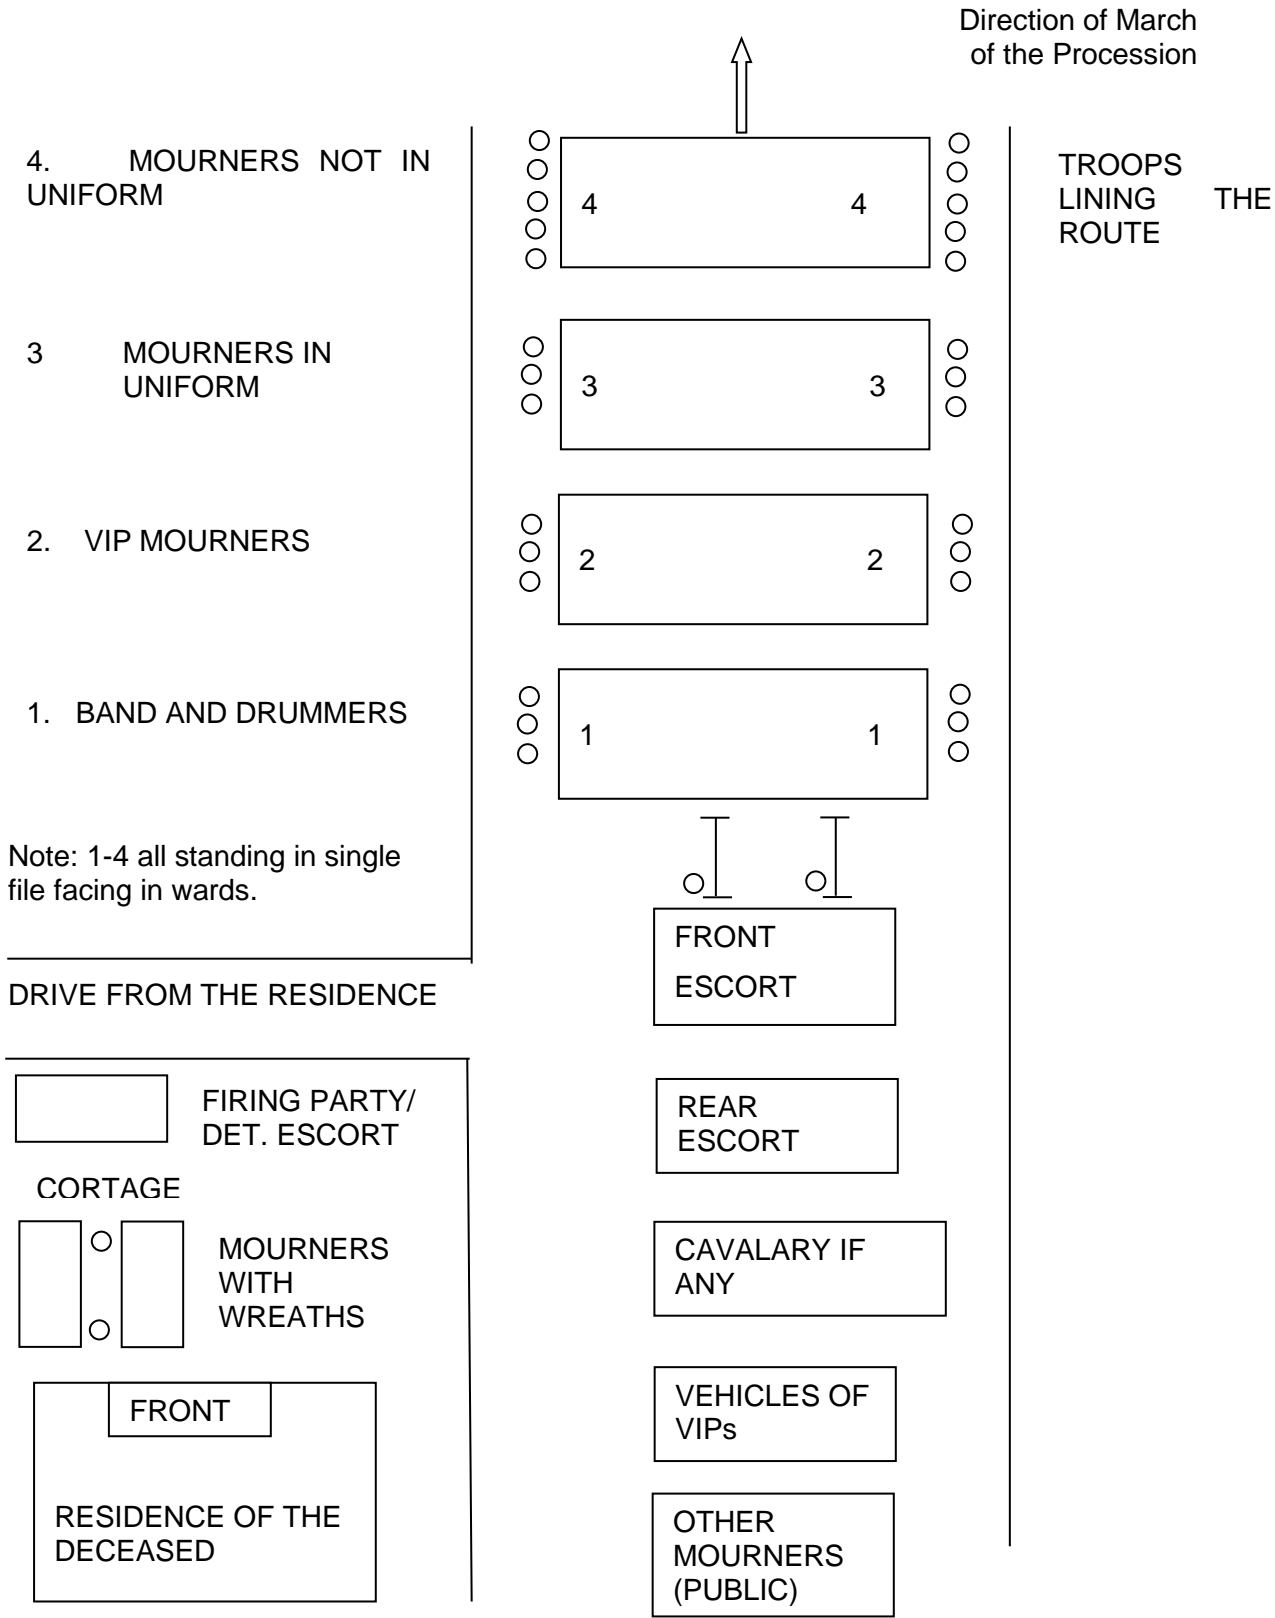 Direction of March
of the Procession
4. MOURNERS NOT IN
UNIFORM
4 4
TROOPS
LINING THE
ROUTE
3 MOURNERS IN
UNIFORM
3 3
2. VIP MOURNERS
2 2
1. BAND AND DRUMMERS
1 1
Note: 1-4 all standing in single
file facing in wards.
FRONT
ESCORT
DRIVE FROM THE RESIDENCE
FIRING PARTY/
DET. ESCORT
REAR
ESCORT
CORTAGE
MOURNERS
WITH
WREATHS
CAVALARY IF
ANY
FRONT
VEHICLES OF
VIPs
RESIDENCE OF THE
DECEASED
OTHER
MOURNERS
(PUBLIC)